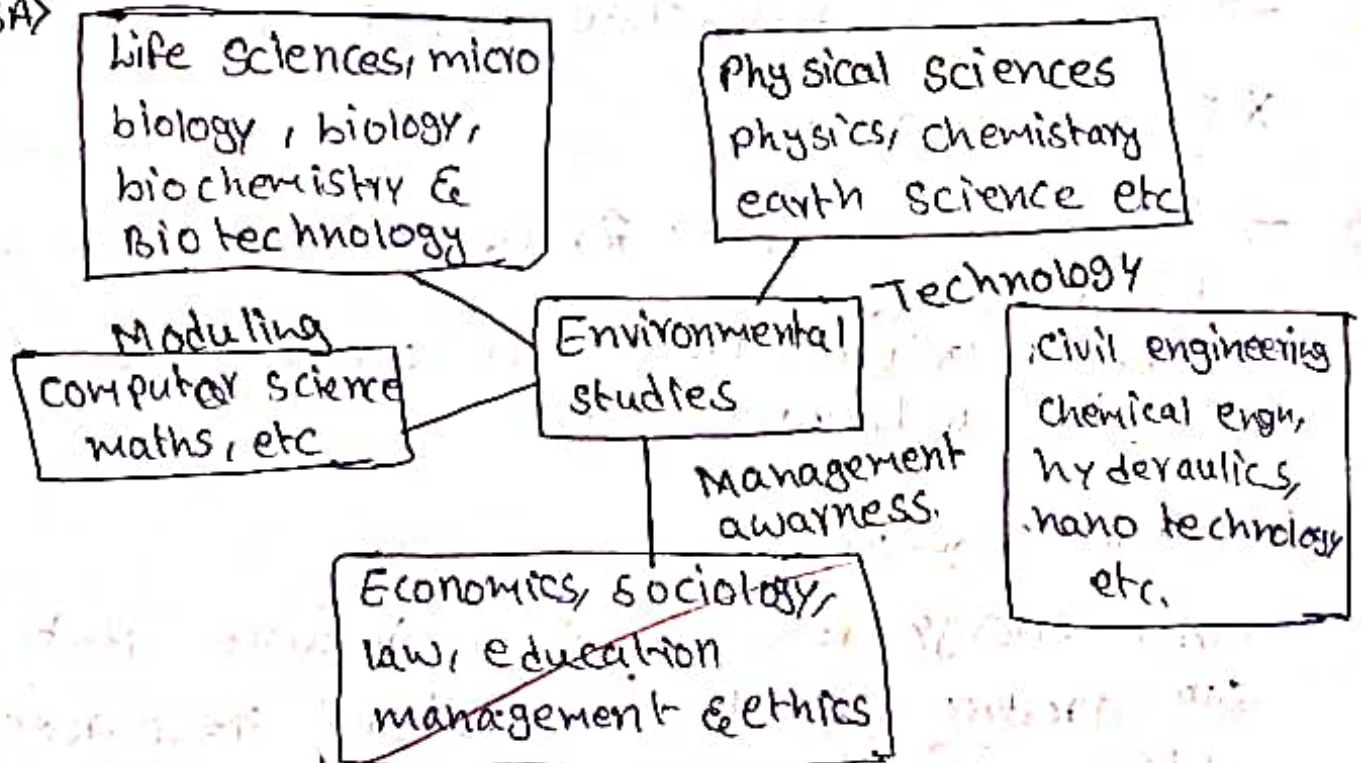 5A>
Life Sciences, micro
biology, biology,
biochemistry &
Biotechnology.
Physical sciences
physics, chemistary
earth science etc
Moduling
computer science
maths, etc
Environmental
studies
Technology
Civil engineering
chemical engn,
hyderaulics,
nano technology
etc.
Management
awarness.
Economics, sociology,
law, education
management & ethics